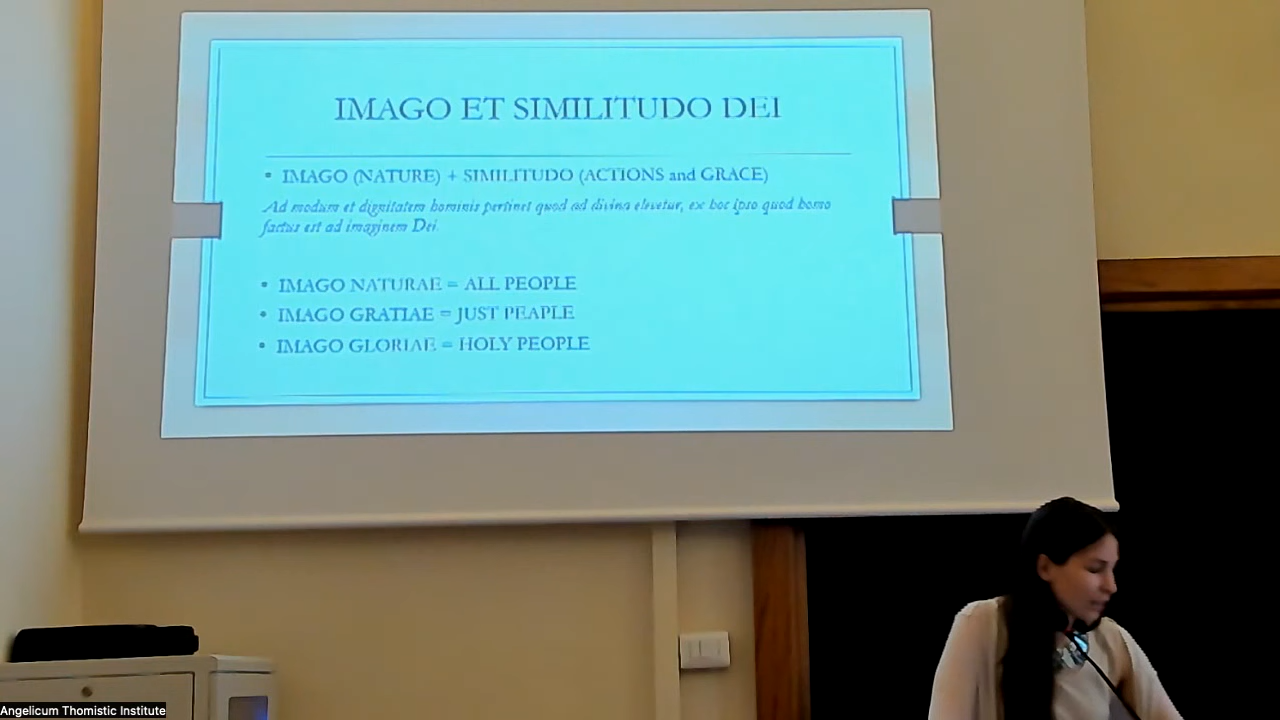 IMAGO ET SIMILITUDO DEI
• IMAGO (NATURE) + SIMILITUDO (ACTIONS and GRACE)
Ad modum et dignitatem hominis pertinet quod ad divina elevetur, ex hoc ipso quod homo
factus est ad imaginem Dei.
• IMAGO NATURAE = ALL PEOPLE
• IMAGO GRATIAE = JUST PEAPLE
• IMAGO GLORIAE = HOLY PEOPLE
Angelicum Thomistic Institute